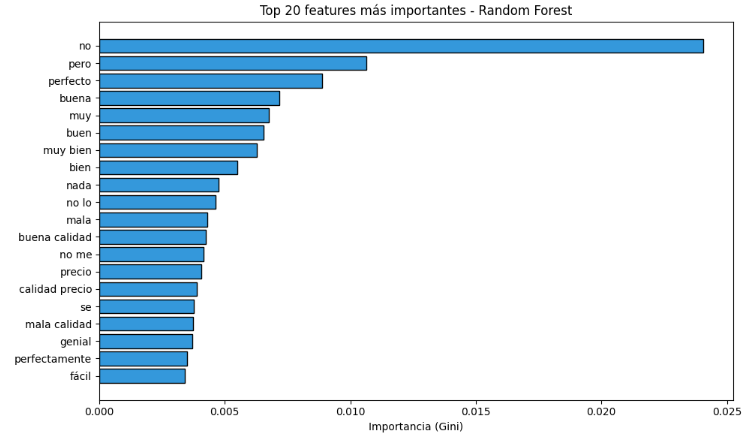 Top 20 features más importantes - Random Forest
no
pero
perfecto
buena
muy
buen
muy bien
bien
nada
no lo
mala
buena calidad
no me
precio
calidad precio
se
mala calidad
genial
perfectamente
fácil
0.000 0.005 0.010 0.015 0.020 0.025
Importancia (Gini)